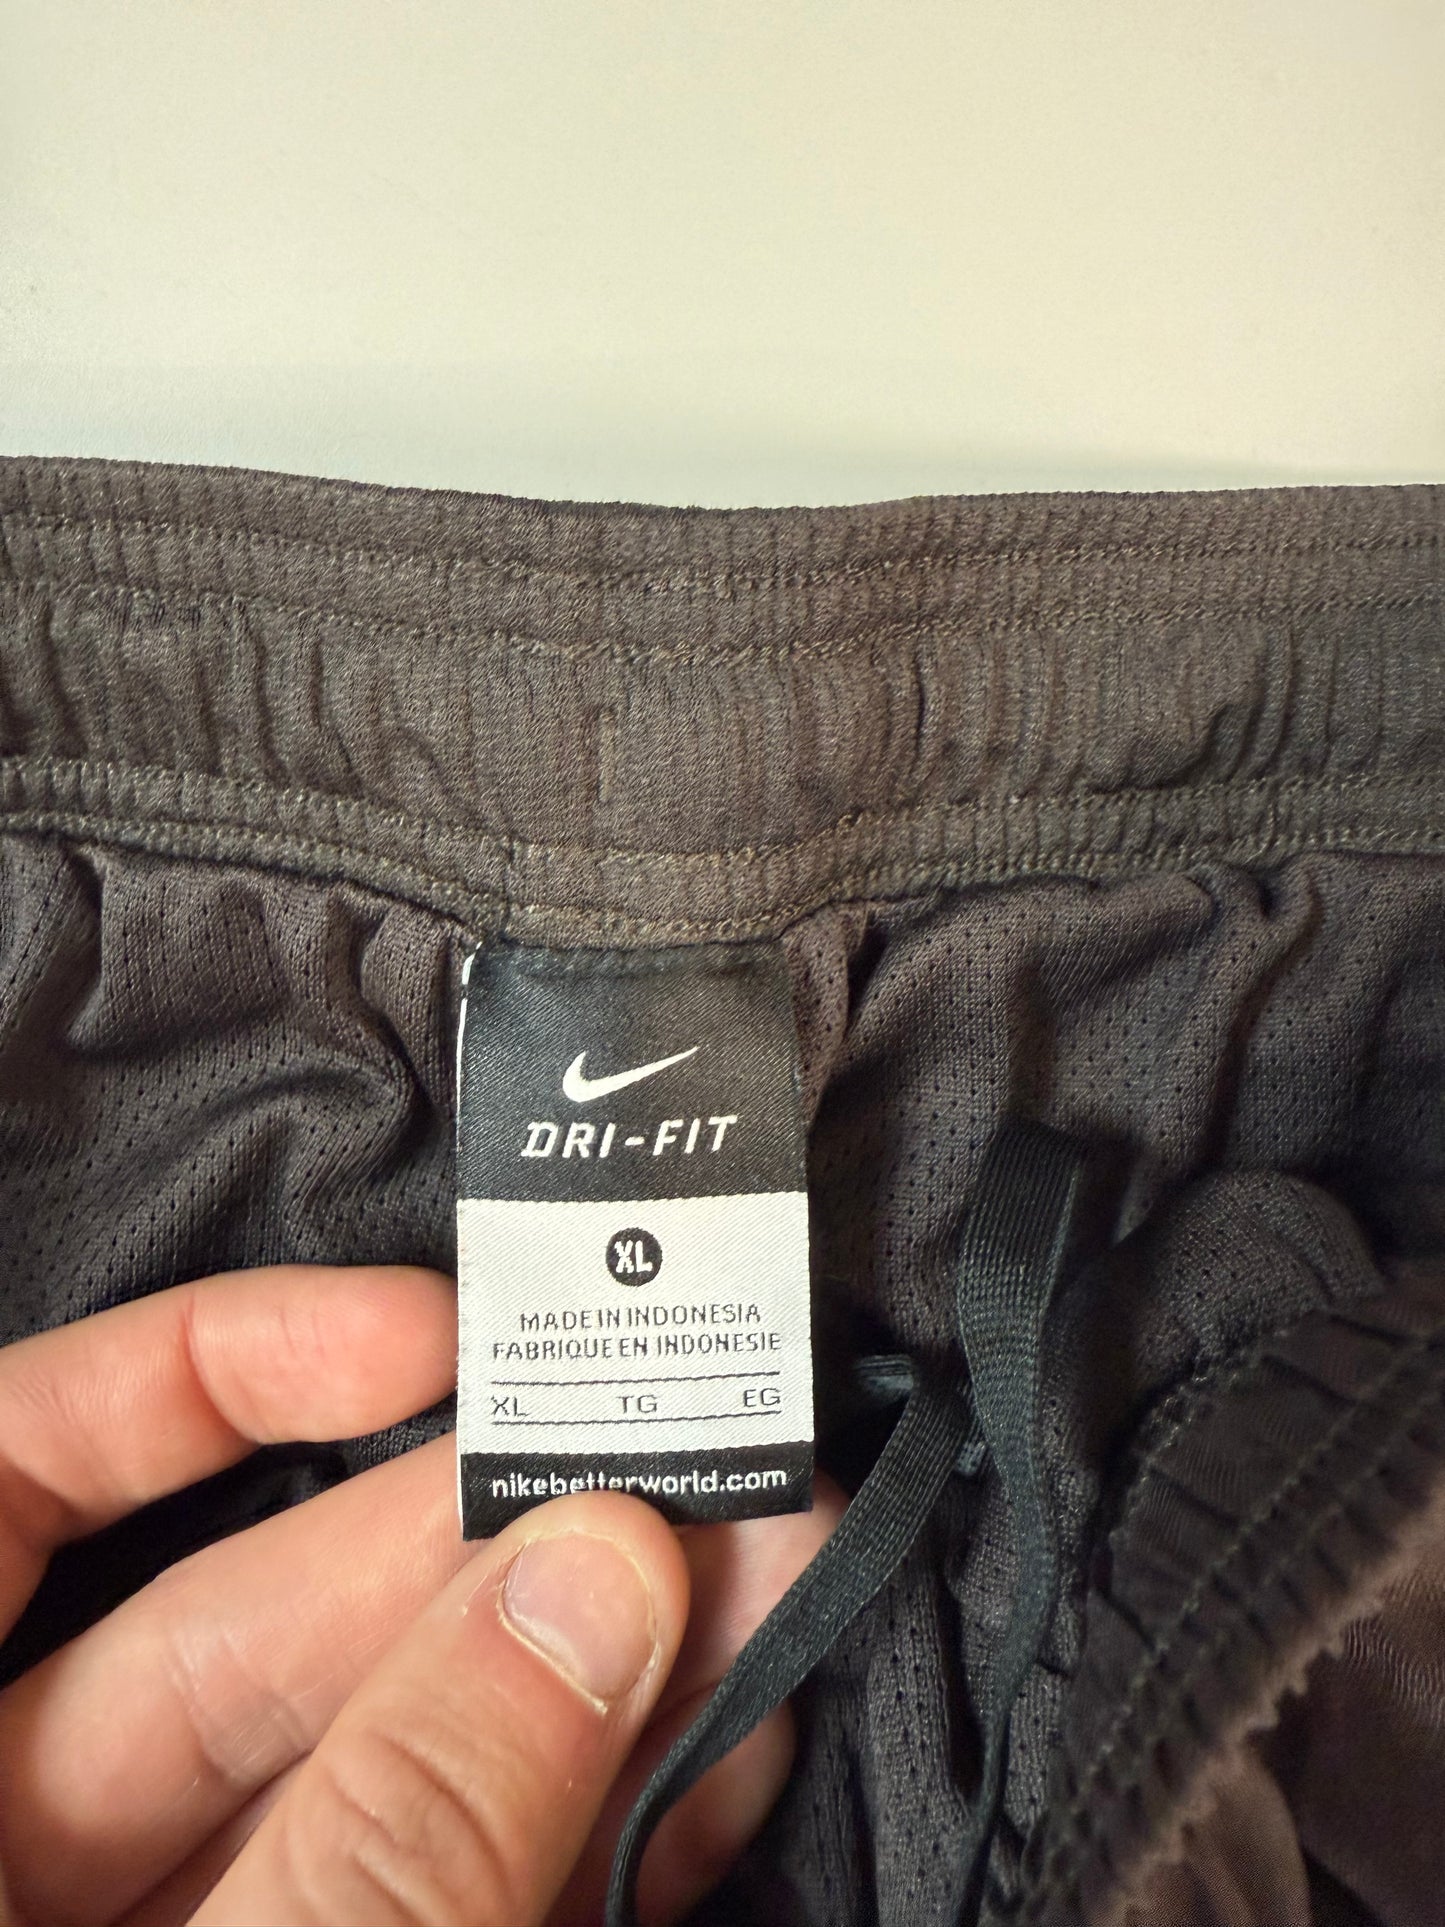 DRI-FIT
XL
MADE IN INDONESIA
FABRIQUE EN INDONESIE
XL TG EG
nikebetterworld.com